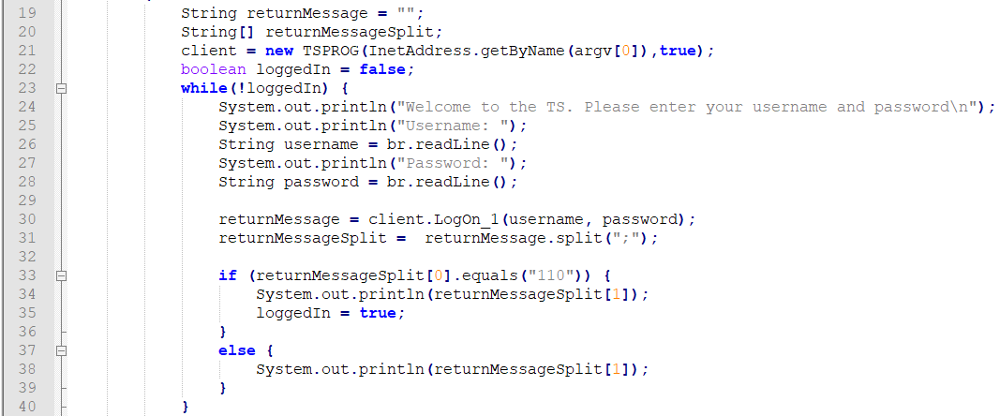 19 String returnMessage = "";
20 String[] returnMessageSplit;
21 client = new TSPROG(InetAddress.getByName(argv[0]),true);
22 boolean loggedIn = false;
23 while(!loggedIn) {
24 System.out.println("Welcome to the TS. Please enter your username and password\n");
25 System.out.println("Username: ");
26 String username = br.readLine();
27 System.out.println("Password: ");
28 String password = br.readLine();
29
30 returnMessage = client.LogOn_1(username, password);
31 returnMessageSplit =  returnMessage.split(";");
32
33 if (returnMessageSplit[0].equals("110")) {
34 System.out.println(returnMessageSplit[1]);
35 loggedIn = true;
36 }
37 else {
38 System.out.println(returnMessageSplit[1]);
39 }
40 }